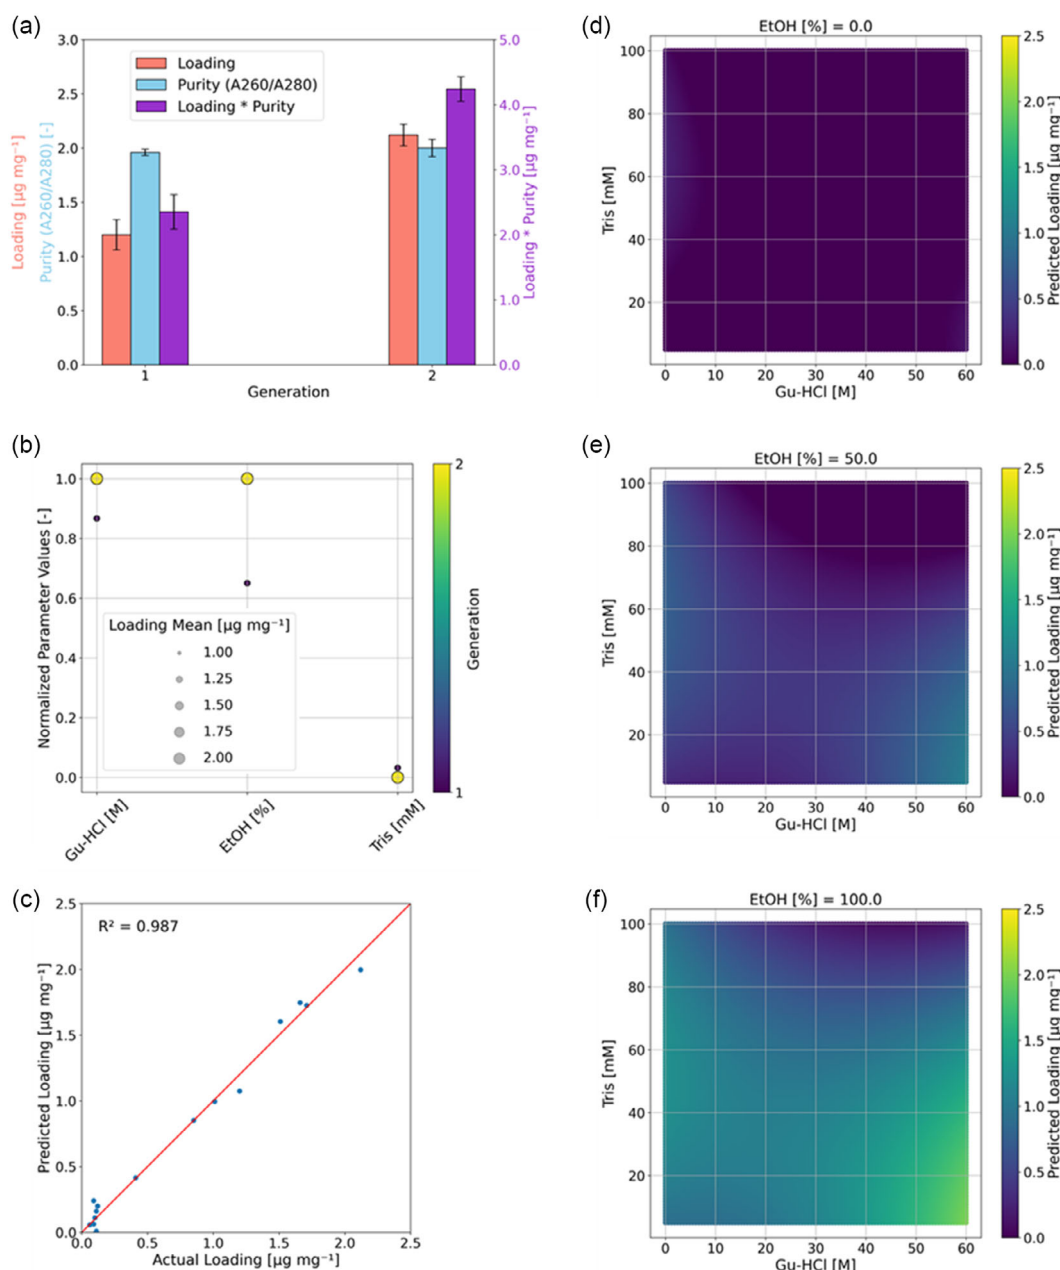 (a)
3.0
2.5
2.0
1.5
1.0
0.5
0.0
Loading [µg mg⁻¹]
Purity (A260/A280) [-]
Loading
Purity (A260/A280)
Loading * Purity
5.0
4.0
3.0
2.0
1.0
0.0
Loading * Purity [µg mg⁻¹]
1 2
Generation
(b)
1.0
0.8
0.6
0.4
0.2
0.0
Normalized Parameter Values [-]
Loading Mean [µg mg⁻¹]
1.00
1.25
1.50
1.75
2.00
Gu-HCl [M]
EtOH [%]
Tris [mM]
2
1
Generation
(c)
R² = 0.987
2.5
2.0
1.5
1.0
0.5
0.0
Predicted Loading [µg mg⁻¹]
0.0 0.5 1.0 1.5 2.0 2.5
Actual Loading [µg mg⁻¹]
(d)
EtOH [%] = 0.0
100
80
60
40
20
Tris [mM]
0 10 20 30 40 50 60
Gu-HCl [M]
2.5
2.0
1.5
1.0
0.5
0.0
Predicted Loading [µg mg⁻¹]
(e)
EtOH [%] = 50.0
100
80
60
40
20
Tris [mM]
0 10 20 30 40 50 60
Gu-HCl [M]
2.5
2.0
1.5
1.0
0.5
0.0
Predicted Loading [µg mg⁻¹]
(f)
EtOH [%] = 100.0
100
80
60
40
20
Tris [mM]
0 10 20 30 40 50 60
Gu-HCl [M]
2.5
2.0
1.5
1.0
0.5
0.0
Predicted Loading [µg mg⁻¹]